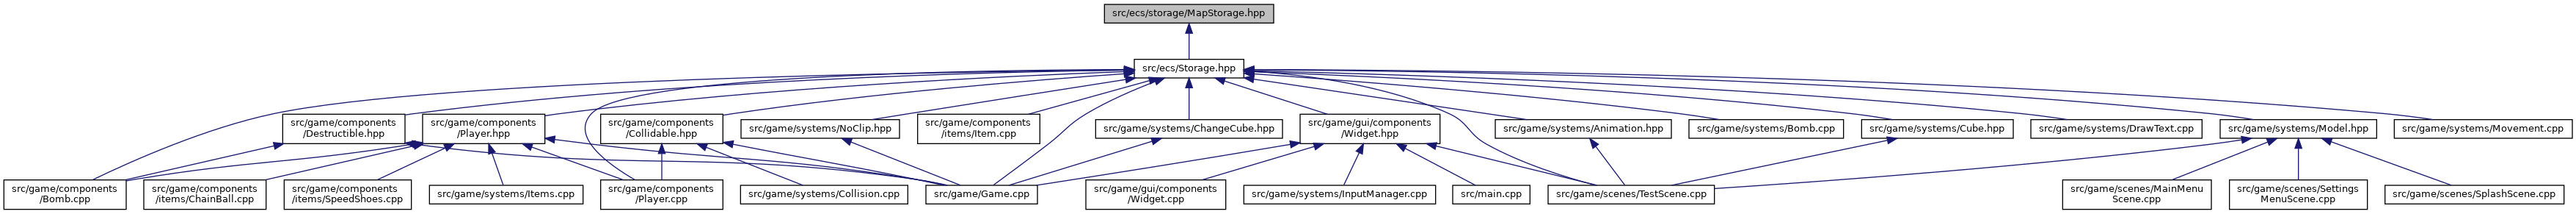 src/ecs/storage/MapStorage.hpp
src/ecs/Storage.hpp
src/game/components
/Destructible.hpp
src/game/components
/Player.hpp
src/game/components
/Collidable.hpp
src/game/systems/NoClip.hpp
src/game/components
/items/Item.cpp
src/game/systems/ChangeCube.hpp
src/game/gui/components
/Widget.hpp
src/game/systems/Animation.hpp
src/game/systems/Bomb.cpp
src/game/systems/Cube.hpp
src/game/systems/DrawText.cpp
src/game/systems/Model.hpp
src/game/systems/Movement.cpp
src/game/components
/Bomb.cpp
src/game/components
/items/ChainBall.cpp
src/game/components
/items/SpeedShoes.cpp
src/game/systems/Items.cpp
src/game/components
/Player.cpp
src/game/systems/Collision.cpp
src/game/Game.cpp
src/game/gui/components
/Widget.cpp
src/game/systems/InputManager.cpp
src/main.cpp
src/game/scenes/TestScene.cpp
src/game/scenes/MainMenu
Scene.cpp
src/game/scenes/Settings
MenuScene.cpp
src/game/scenes/SplashScene.cpp